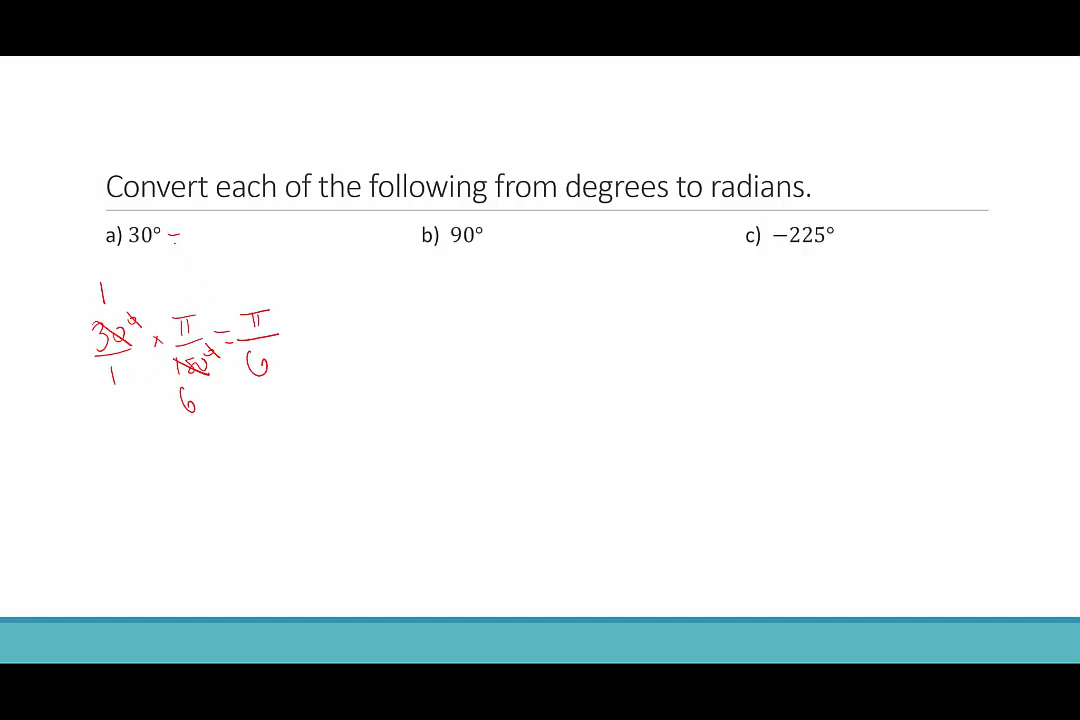 Convert each of the following from degrees to radians.
a) 30° = b) 90° c) −225°
1
30° × π = π
1 180° 6
6